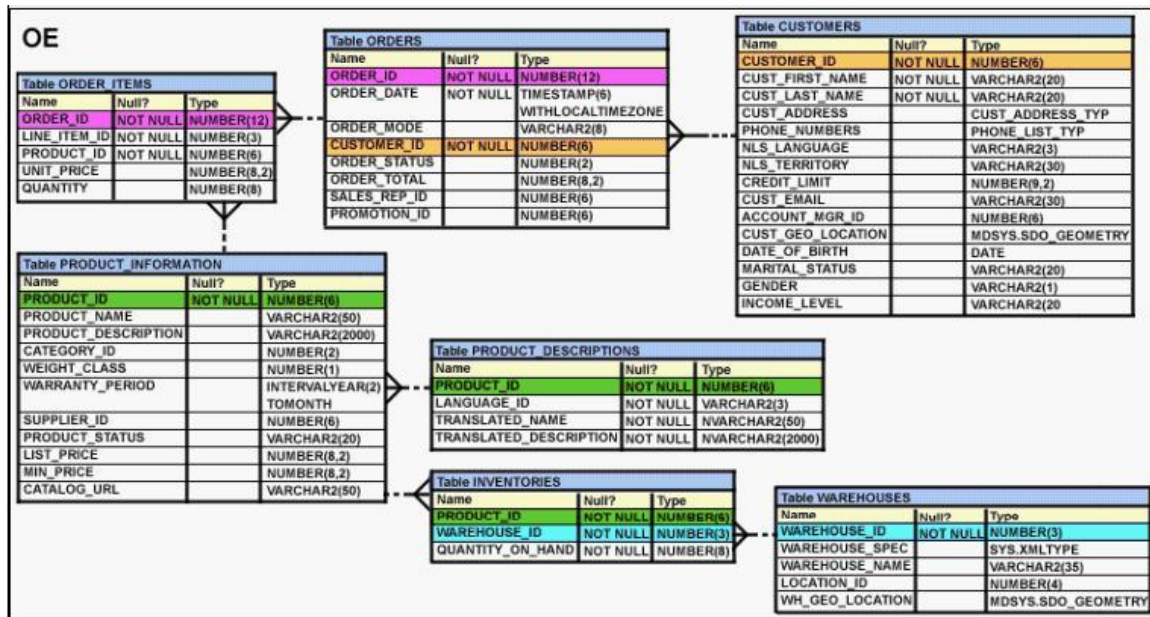 OE
Table ORDER_ITEMS
Name Null? Type
ORDER_ID NOT NULL NUMBER(12)
LINE_ITEM_ID NOT NULL NUMBER(3)
PRODUCT_ID NOT NULL NUMBER(6)
UNIT_PRICE NUMBER(8,2)
QUANTITY NUMBER(8)
Table ORDERS
Name Null? Type
ORDER_ID NOT NULL NUMBER(12)
ORDER_DATE NOT NULL TIMESTAMP(6)
WITHLOCALTIMEZONE
ORDER_MODE VARCHAR2(8)
CUSTOMER_ID NOT NULL NUMBER(6)
ORDER_STATUS NUMBER(2)
ORDER_TOTAL NUMBER(8,2)
SALES_REP_ID NUMBER(6)
PROMOTION_ID NUMBER(6)
Table CUSTOMERS
Name Null? Type
CUSTOMER_ID NOT NULL NUMBER(6)
CUST_FIRST_NAME NOT NULL VARCHAR2(20)
CUST_LAST_NAME NOT NULL VARCHAR2(20)
CUST_ADDRESS CUST_ADDRESS_TYP
PHONE_NUMBERS PHONE_LIST_TYP
NLS_LANGUAGE VARCHAR2(3)
NLS_TERRITORY VARCHAR2(30)
CREDIT_LIMIT NUMBER(9,2)
CUST_EMAIL VARCHAR2(30)
ACCOUNT_MGR_ID NUMBER(6)
CUST_GEO_LOCATION MDSYS.SDO_GEOMETRY
DATE_OF_BIRTH DATE
MARITAL_STATUS VARCHAR2(20)
GENDER VARCHAR2(1)
INCOME_LEVEL VARCHAR2(20
Table PRODUCT_INFORMATION
Name Null? Type
PRODUCT_ID NOT NULL NUMBER(6)
PRODUCT_NAME VARCHAR2(50)
PRODUCT_DESCRIPTION VARCHAR2(2000)
CATEGORY_ID NUMBER(2)
WEIGHT_CLASS NUMBER(1)
WARRANTY_PERIOD INTERVALYEAR(2)
TOMONTH
SUPPLIER_ID NUMBER(6)
PRODUCT_STATUS VARCHAR2(20)
LIST_PRICE NUMBER(8,2)
MIN_PRICE NUMBER(8,2)
CATALOG_URL VARCHAR2(50)
Table PRODUCT_DESCRIPTIONS
Name Null? Type
PRODUCT_ID NOT NULL NUMBER(6)
LANGUAGE_ID NOT NULL VARCHAR2(3)
TRANSLATED_NAME NOT NULL NVARCHAR2(50)
TRANSLATED_DESCRIPTION NOT NULL NVARCHAR2(2000)
Table INVENTORIES
Name Null? Type
PRODUCT_ID NOT NULL NUMBER(6)
WAREHOUSE_ID NOT NULL NUMBER(3)
QUANTITY_ON_HAND NOT NULL NUMBER(8)
Table WAREHOUSES
Name Null? Type
WAREHOUSE_ID NOT NULL NUMBER(3)
WAREHOUSE_SPEC SYS.XMLTYPE
WAREHOUSE_NAME VARCHAR2(35)
LOCATION_ID NUMBER(4)
WH_GEO_LOCATION MDSYS.SDO_GEOMETRY